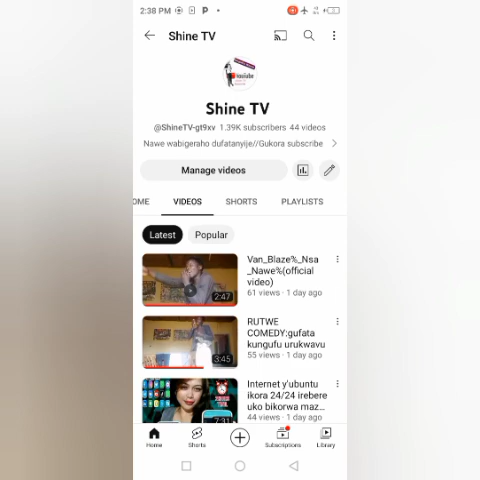 2:38 PM
Shine TV
YouTube
Shine TV
@ShineTV-gt9xv 1.39K subscribers 44 videos
Nawe wabigeraho dufatanyije//Gukora subscribe
Manage videos
OME VIDEOS SHORTS PLAYLISTS
Latest Popular
Van_Blaze%_Nsa
_Nawe%(official
video)
61 views · 1 day ago
2:47
RUTWE
COMEDY:gufata
kungufu urukwavu
55 views · 1 day ago
3:45
Internet y'ubuntu
ikora 24/24 irebere
uko bikorwa maz...
44 views · 1 day ago
7:31
Home Shorts Subscriptions Library